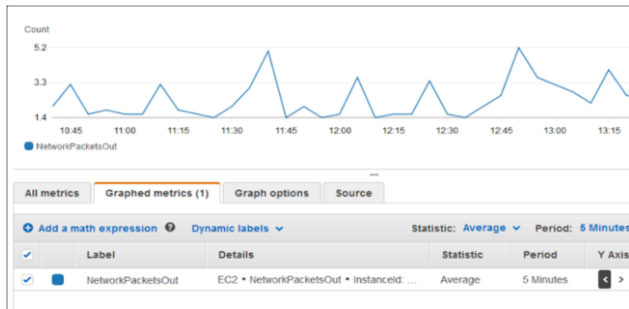 Count
5.2
3.3
1.4
10:45 11:00 11:15 11:30 11:45 12:00 12:15 12:30 12:45 13:00 13:15
NetworkPacketsOut
All metrics Graphed metrics (1) Graph options Source
Add a math expression Dynamic labels Statistic: Average Period: 5 Minutes
Label Details Statistic Period Y Axis
NetworkPacketsOut EC2 • NetworkPacketsOut • InstanceId: ... Average 5 Minutes < >